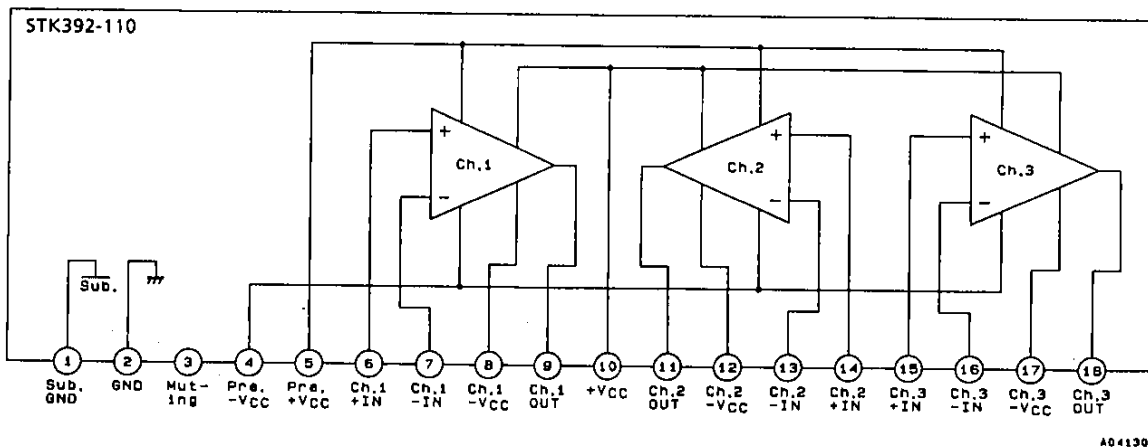 STK392-110
+
Ch.1
−
+
Ch.2
−
+
Ch.3
−
Sub.
1 2 3 4 5 6 7 8 9 10 11 12 13 14 15 16 17 18
Sub.
GND
GND
Mut-
ing
Pre.
-VCC
Pre.
+VCC
Ch.1
+IN
Ch.1
-IN
Ch.1
-VCC
Ch.1
OUT
+VCC
Ch.2
OUT
Ch.2
-VCC
Ch.2
-IN
Ch.2
+IN
Ch.3
+IN
Ch.3
-IN
Ch.3
-VCC
Ch.3
OUT
A04130